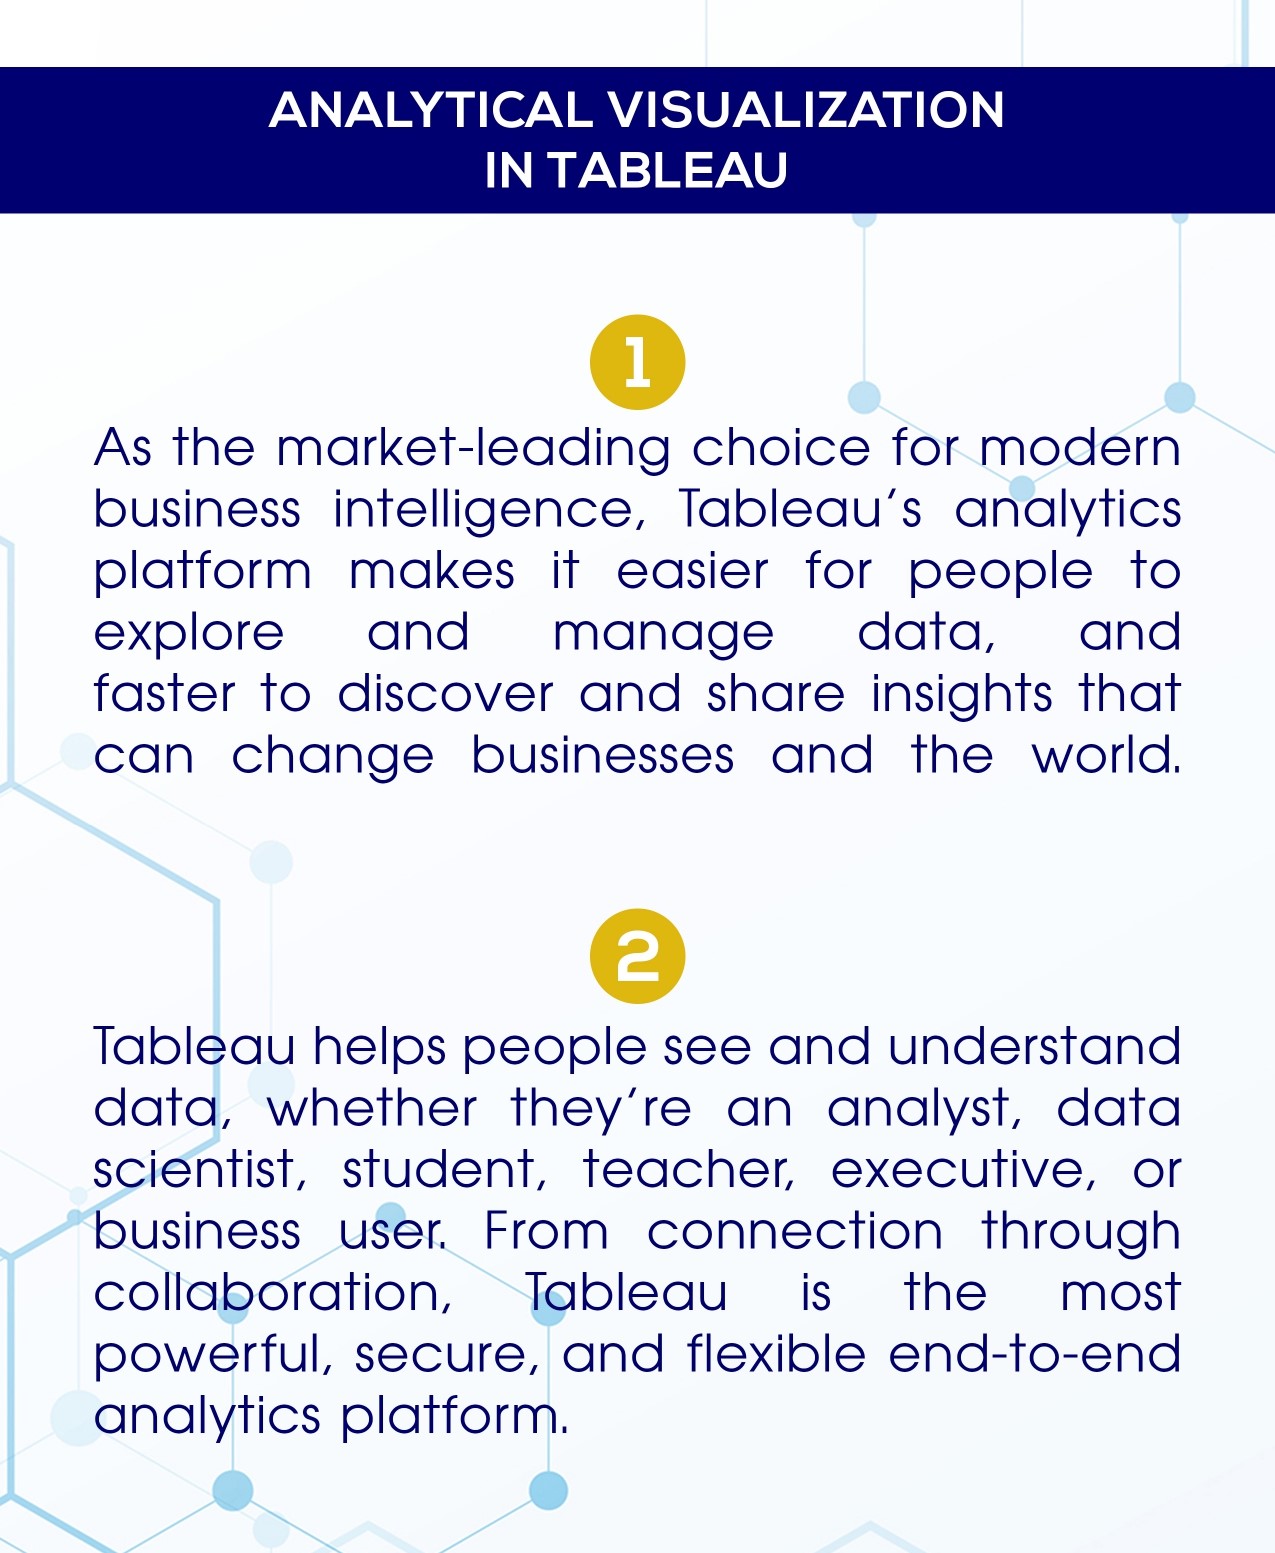 ANALYTICAL VISUALIZATION
IN TABLEAU
1
As the market-leading choice for modern
business intelligence, Tableau’s analytics
platform makes it easier for people to
explore and manage data, and
faster to discover and share insights that
can change businesses and the world.
2
Tableau helps people see and understand
data, whether they’re an analyst, data
scientist, student, teacher, executive, or
business user. From connection through
collaboration, Tableau is the most
powerful, secure, and flexible end-to-end
analytics platform.